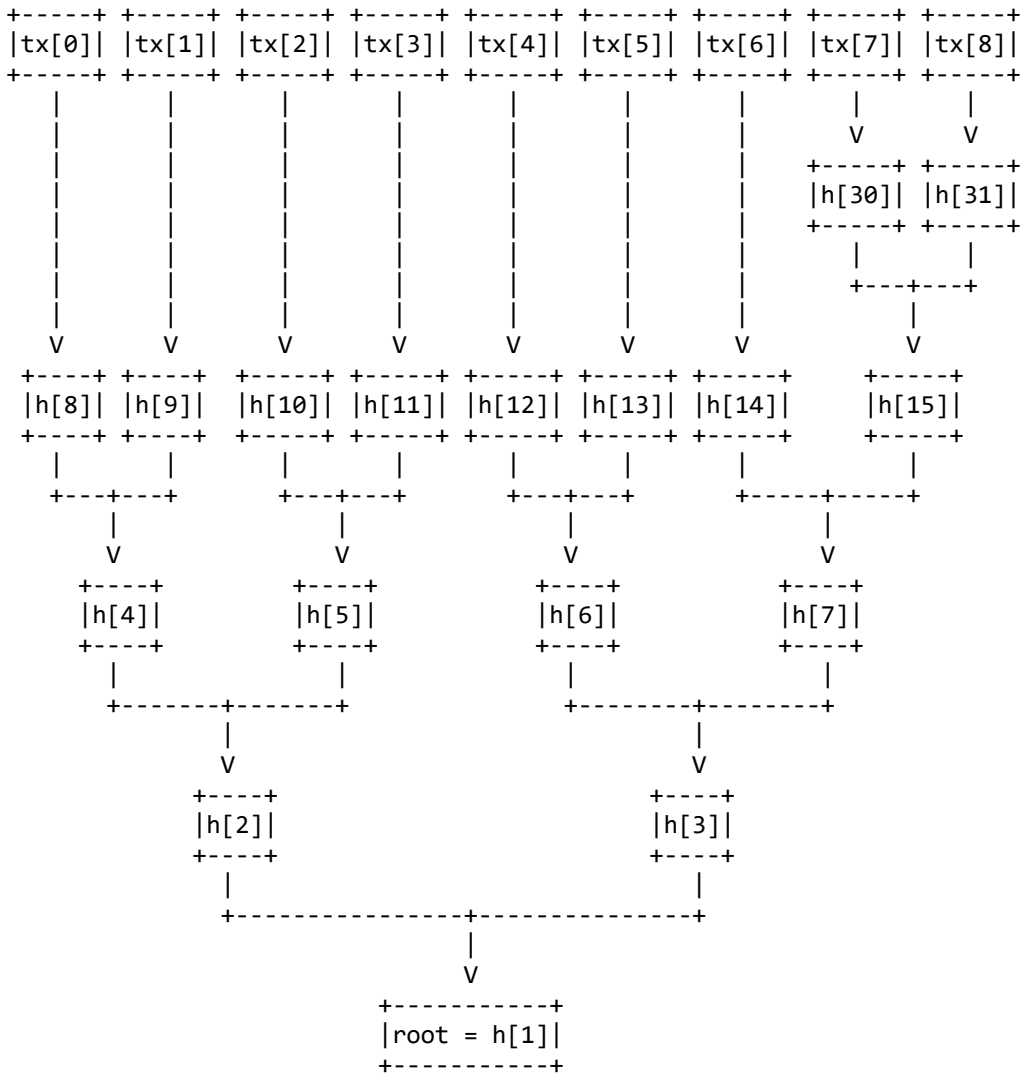 tx[0] tx[1] tx[2] tx[3] tx[4] tx[5] tx[6] tx[7] tx[8]
h[30] h[31]
h[8] h[9] h[10] h[11] h[12] h[13] h[14] h[15]
h[4] h[5] h[6] h[7]
h[2] h[3]
root = h[1]